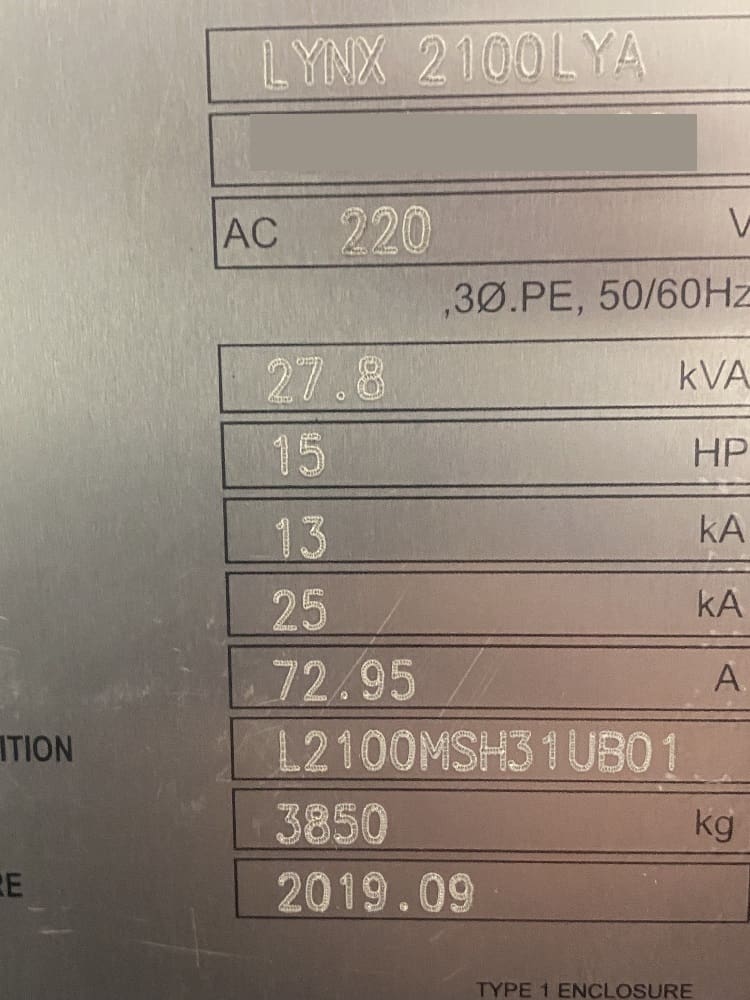 LYNX 2100LYA
AC 220 V
,3Ø.PE, 50/60Hz
27.8 kVA
15 HP
13 kA
25 kA
72.95 A
ITION L2100MSH31UB01
3850 kg
RE 2019.09
TYPE 1 ENCLOSURE